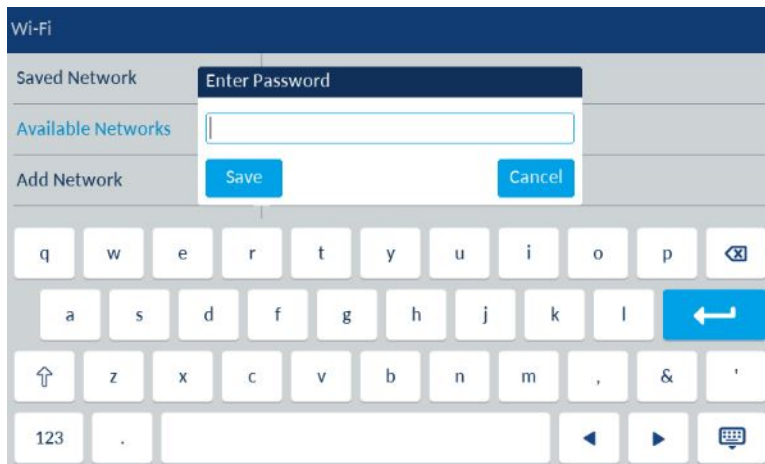 Wi-Fi
Saved Network
Enter Password
Available Networks
Add Network
Save
Cancel
q w e r t y u i o p
a s d f g h j k l
z x c v b n m , & '
123 .